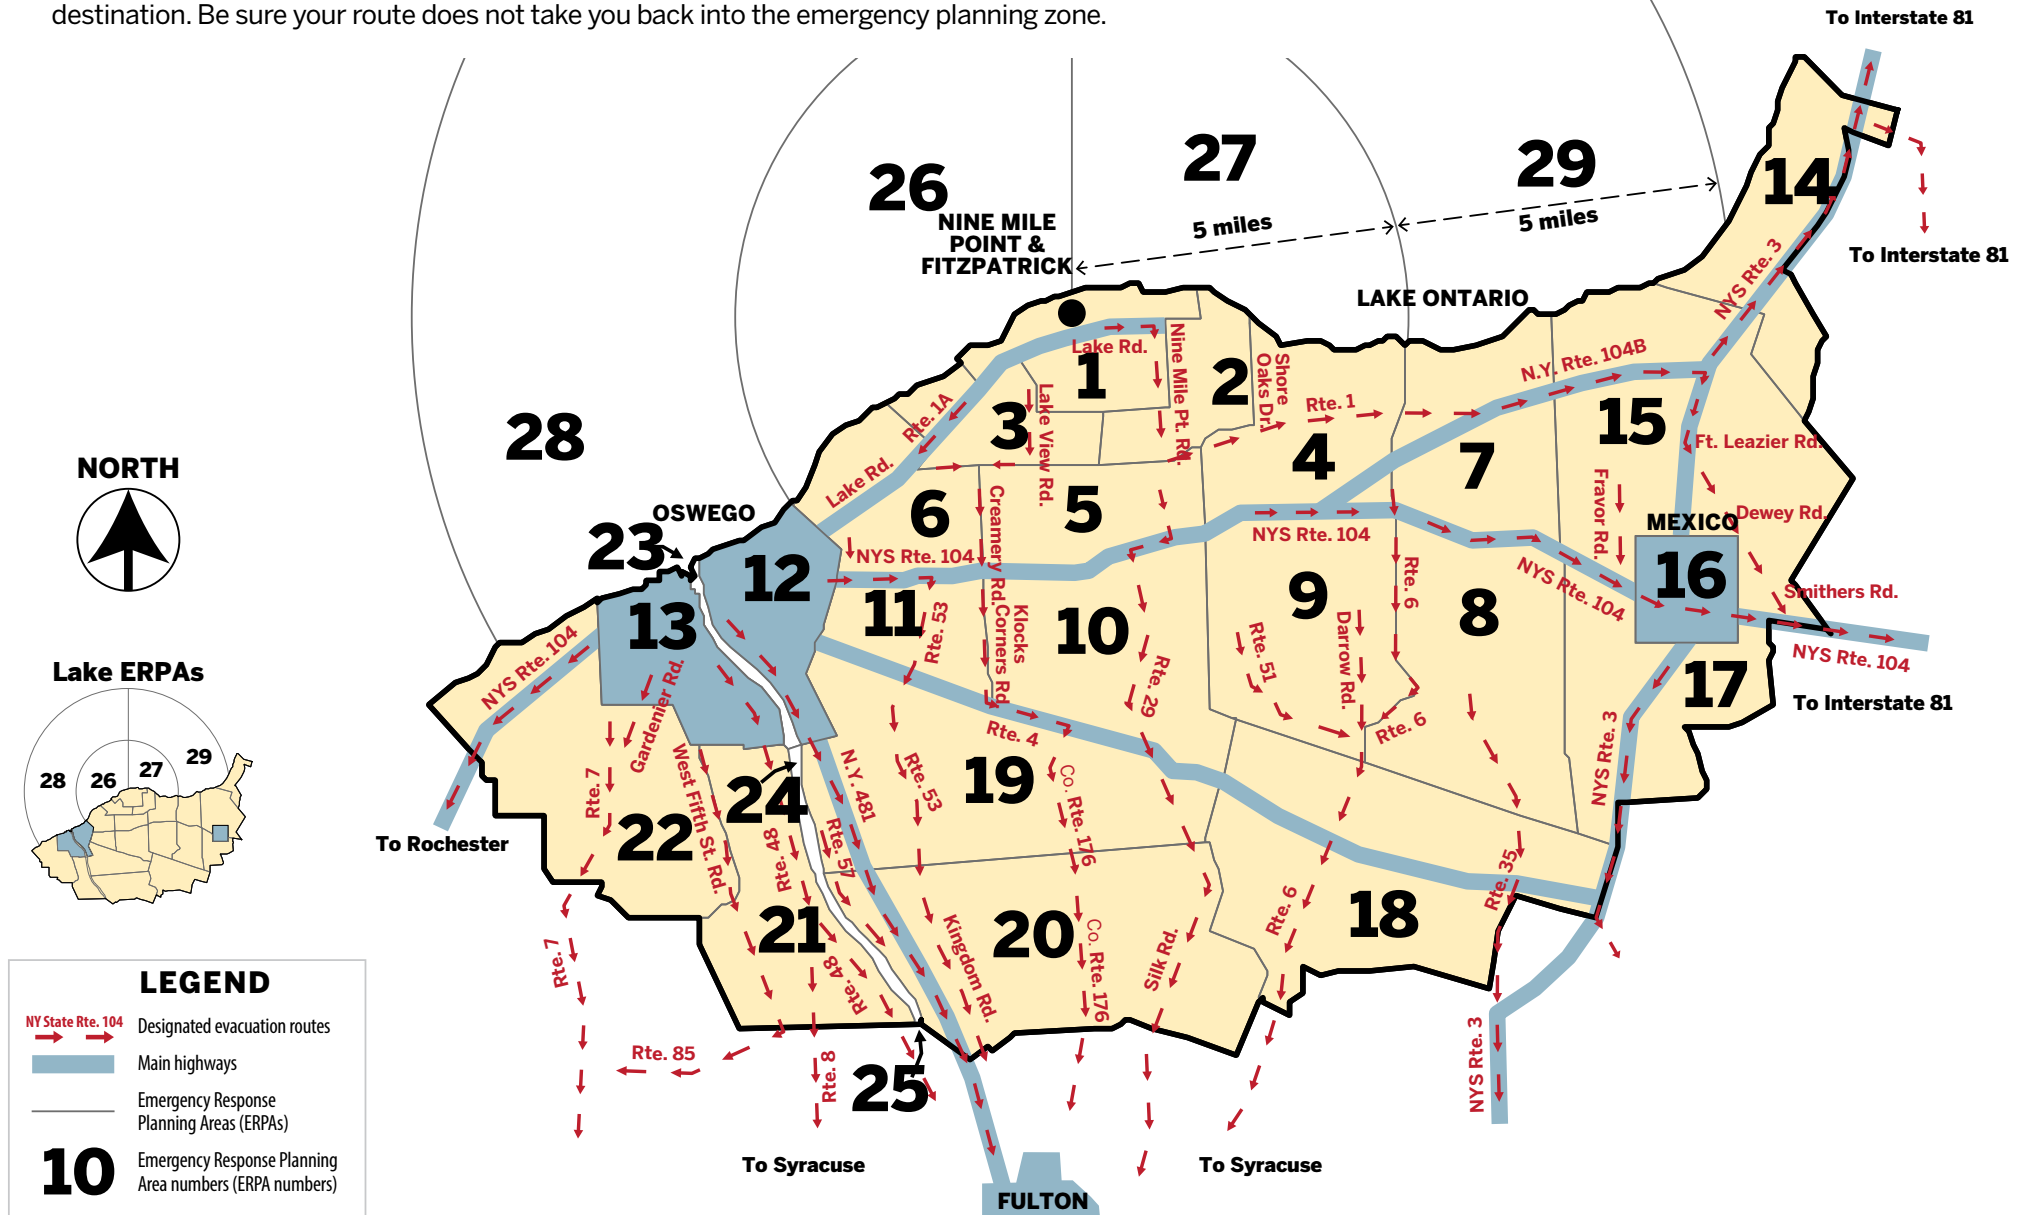 destination. Be sure your route does not take you back into the emergency planning zone.
To Interstate 81
27
29
26
14
NINE MILE
POINT &
FITZPATRICK
5 miles
5 miles
To Interstate 81
NYS Rte. 3
LAKE ONTARIO
Lake Rd.
1
Nine Mile Pt. Rd.
2
Shore
Oaks Dr.
Rte. 1
N.Y. Rte. 104B
28
Rte. 1A
3
Lake View Rd.
4
7
15
Ft. Leazier Rd.
NORTH
Lake Rd.
6
Creamery Rd.
5
Fravor Rd.
Dewey Rd.
OSWEGO
23
MEXICO
NYS Rte. 104
NYS Rte. 104
12
16
NYS Rte. 104
Smithers Rd.
13
11
Rte. 53
Klocks
Corners Rd
10
9
Rte. 6
8
NYS Rte. 104
Rte. 51
Darrow Rd.
NYS Rte. 104
Gardenier Rd.
Rte. 29
17
To Interstate 81
Lake ERPAs
28
26
27
29
Rte. 4
Rte. 6
NYS Rte. 3
West Fifth St. Rd.
24
N.Y. 481
Rte. 53
19
Co. Rte. 176
Rte. 7
22
Rte. 48
Rte. 57
To Rochester
Rte. 35
21
Rte. 48
Kingdom Rd.
20
Co. Rte. 176
Silk Rd.
Rte. 6
18
Rte. 7
LEGEND
NY State Rte. 104
Designated evacuation routes
Main highways
Emergency Response
Planning Areas (ERPAs)
10
Emergency Response Planning
Area numbers (ERPA numbers)
Rte. 85
Rte. 8
25
NYS Rte. 3
To Syracuse
To Syracuse
FULTON